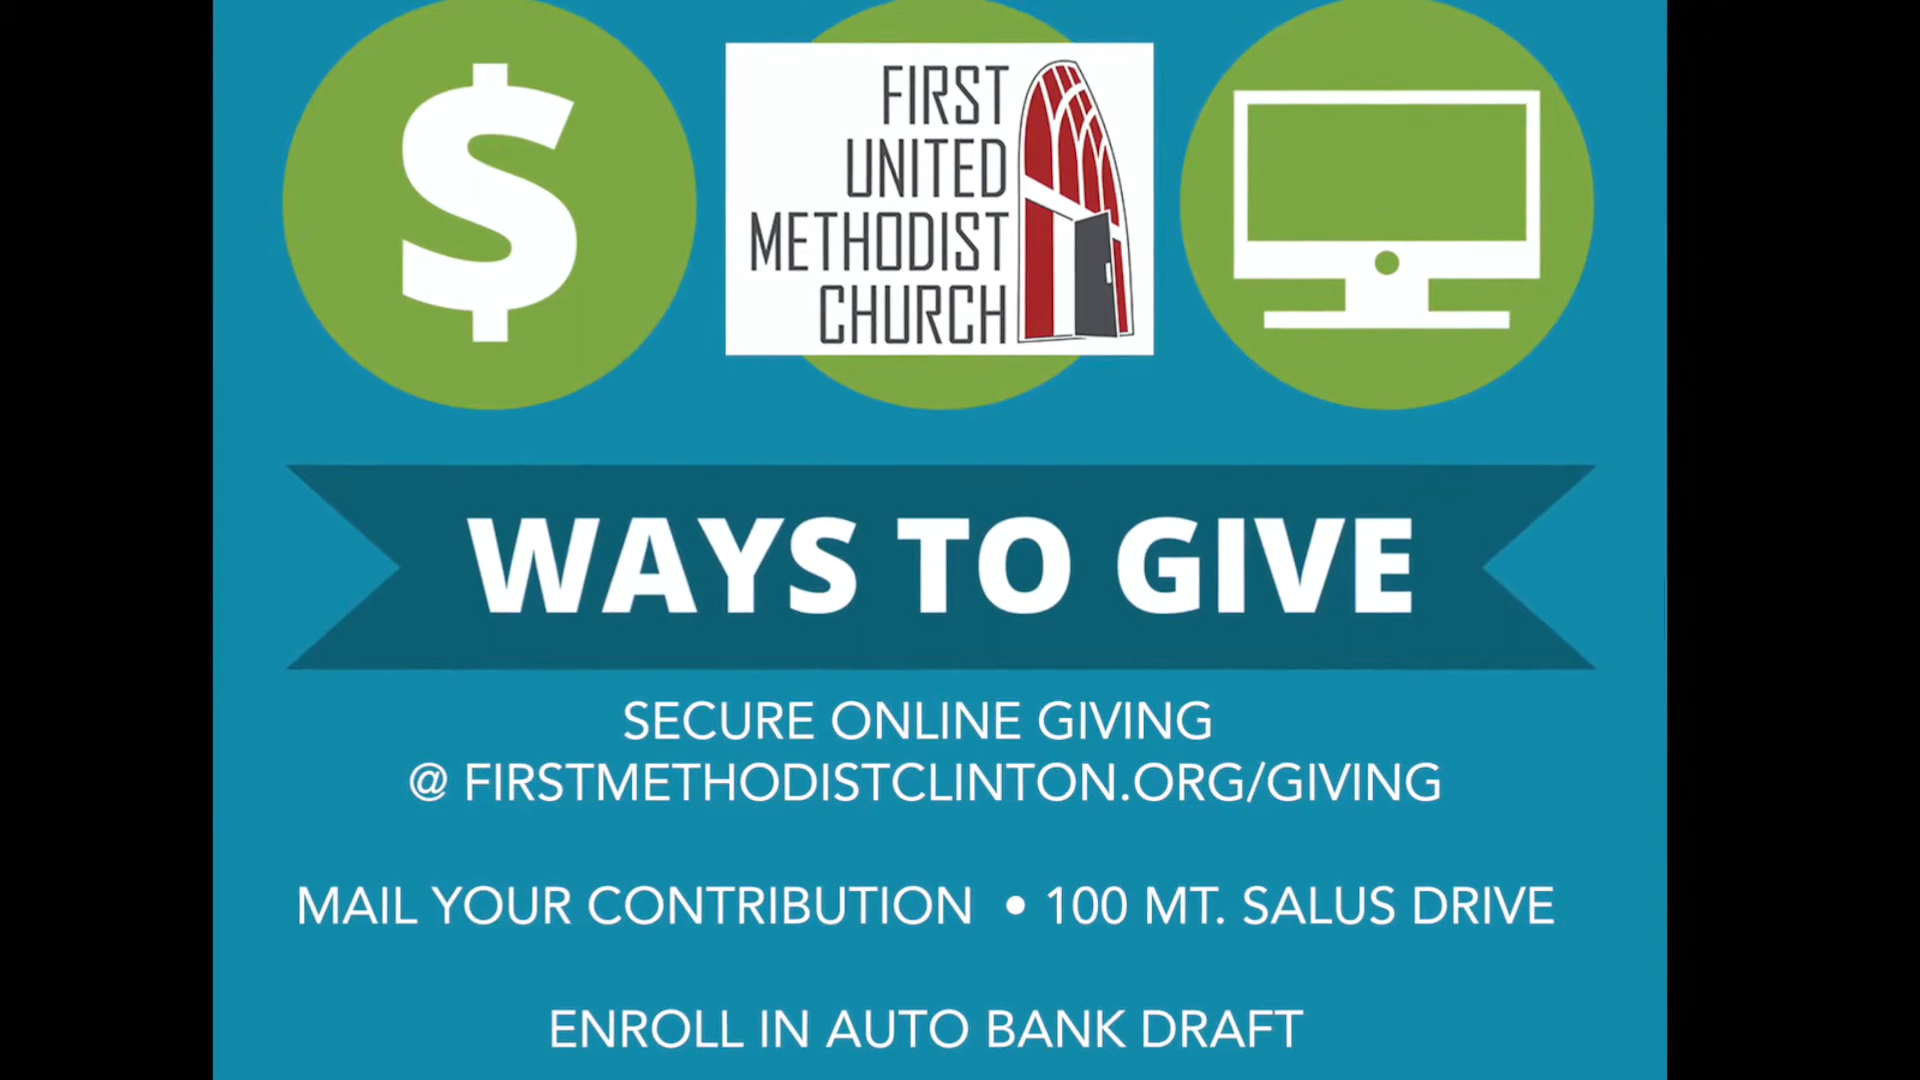 $
FIRST
UNITED
METHODIST
CHURCH
WAYS TO GIVE
SECURE ONLINE GIVING
@ FIRSTMETHODISTCLINTON.ORG/GIVING
MAIL YOUR CONTRIBUTION • 100 MT. SALUS DRIVE
ENROLL IN AUTO BANK DRAFT